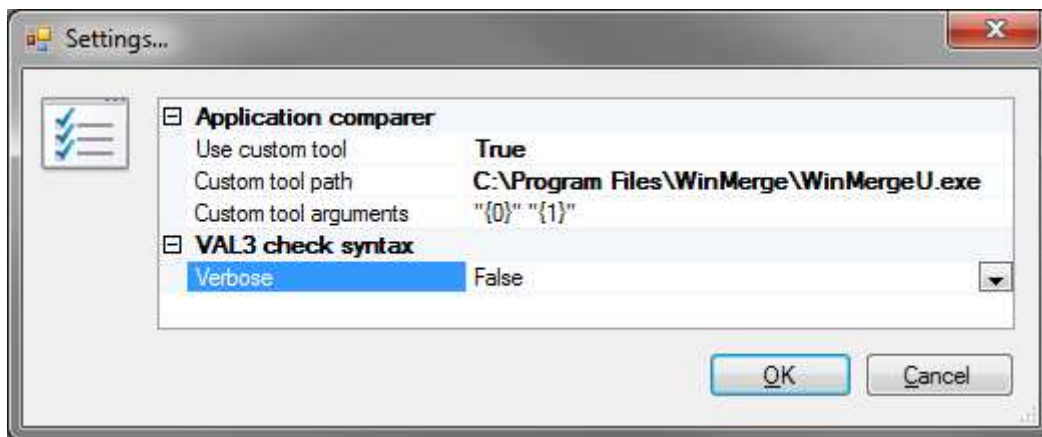 Settings...
Application comparer
Use custom tool True
Custom tool path C:\Program Files\WinMerge\WinMergeU.exe
Custom tool arguments "{0}" "{1}"
VAL3 check syntax
Verbose False
OK Cancel